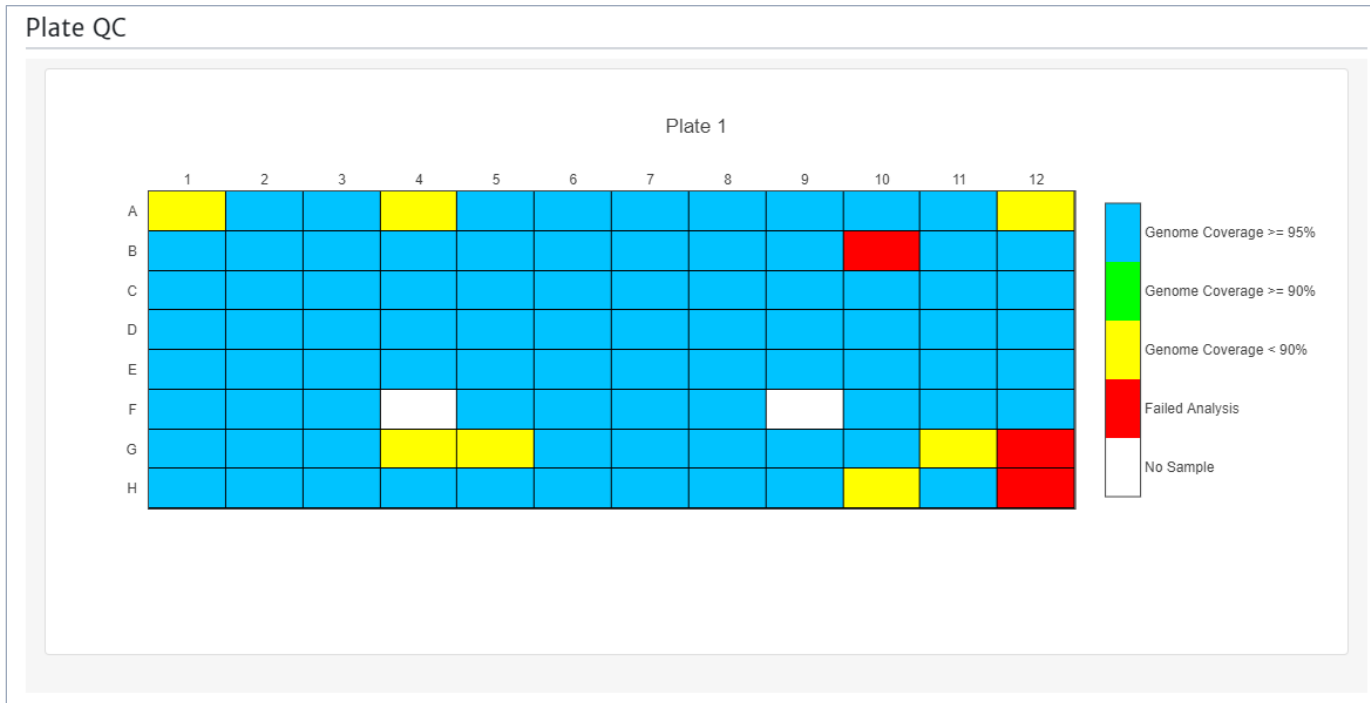 Plate QC
Plate 1
1 2 3 4 5 6 7 8 9 10 11 12
A
B
C
D
E
F
G
H
Genome Coverage >= 95%
Genome Coverage >= 90%
Genome Coverage < 90%
Failed Analysis
No Sample